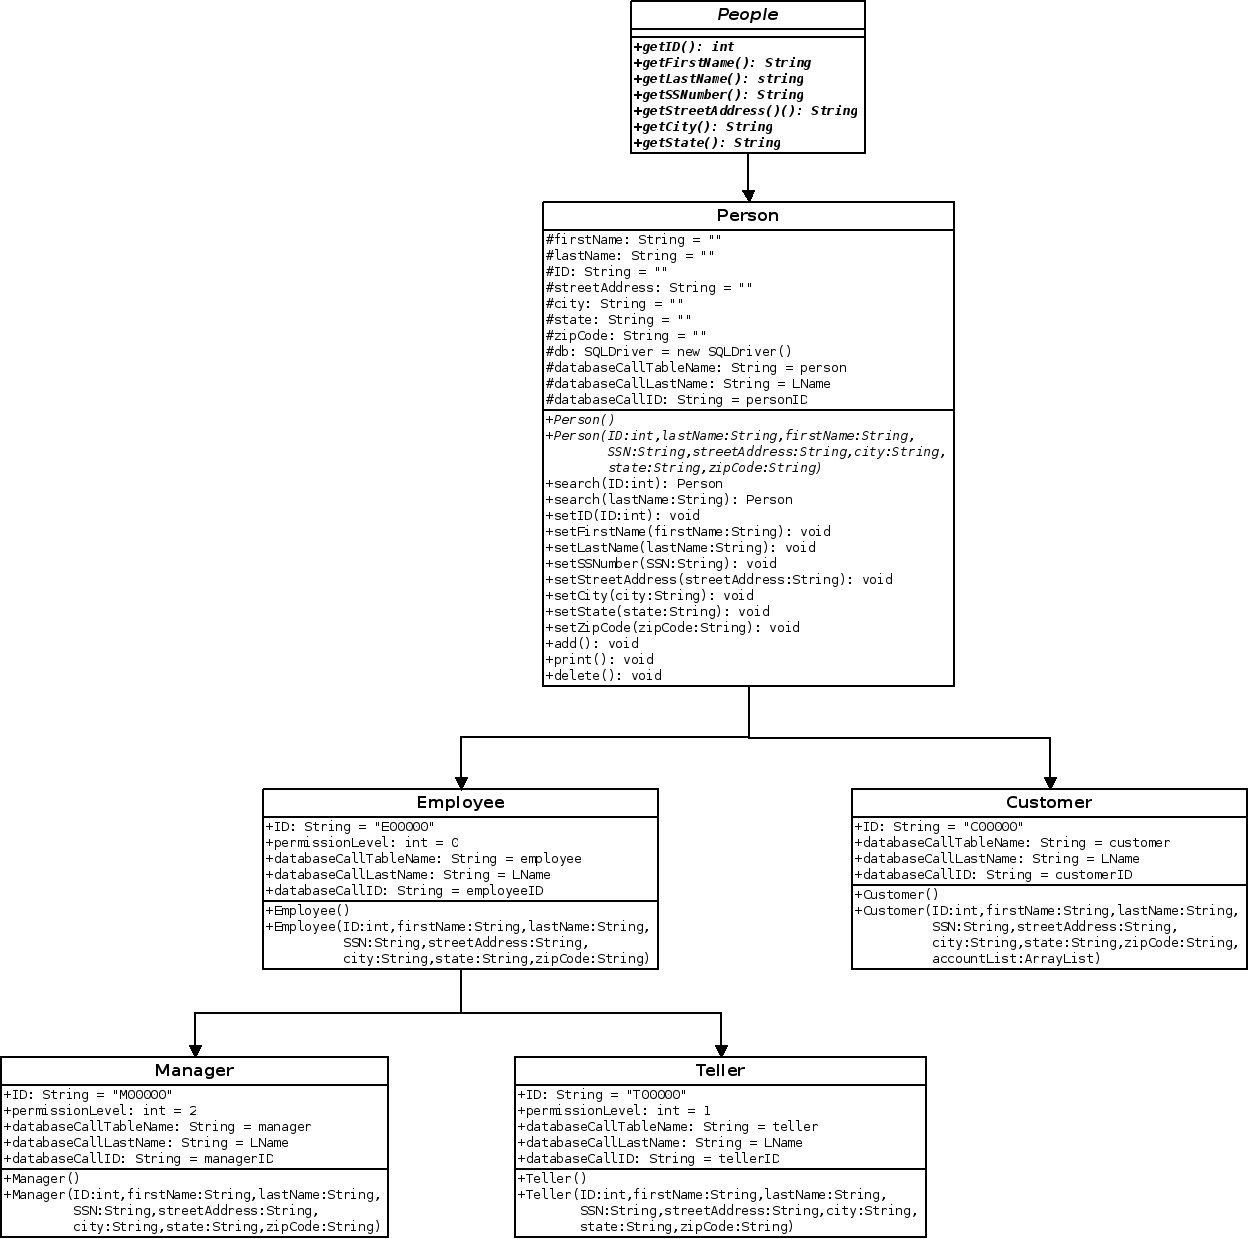 People
+getID(): int
+getFirstName(): String
+getLastName(): string
+getSSNumber(): String
+getStreetAddress()(): String
+getCity(): String
+getState(): String
Person
#firstName: String = ""
#lastName: String = ""
#ID: String = ""
#streetAddress: String = ""
#city: String = ""
#state: String = ""
#zipCode: String = ""
#db: SQLDriver = new SQLDriver()
#databaseCallTableName: String = person
#databaseCallLastName: String = LName
#databaseCallID: String = personID
+Person()
+Person(ID:int,lastName:String,firstName:String,
SSN:String,streetAddress:String,city:String,
state:String,zipCode:String)
+search(ID:int): Person
+search(lastName:String): Person
+setID(ID:int): void
+setFirstName(firstName:String): void
+setLastName(lastName:String): void
+setSSNumber(SSN:String): void
+setStreetAddress(streetAddress:String): void
+setCity(city:String): void
+setState(state:String): void
+setZipCode(zipCode:String): void
+add(): void
+print(): void
+delete(): void
Employee
+ID: String = "E00000"
+permissionLevel: int = 0
+databaseCallTableName: String = employee
+databaseCallLastName: String = LName
+databaseCallID: String = employeeID
+Employee()
+Employee(ID:int,firstName:String,lastName:String,
SSN:String,streetAddress:String,
city:String,state:String,zipCode:String)
Customer
+ID: String = "C00000"
+databaseCallTableName: String = customer
+databaseCallLastName: String = LName
+databaseCallID: String = customerID
+Customer()
+Customer(ID:int,firstName:String,lastName:String,
SSN:String,streetAddress:String,
city:String,state:String,zipCode:String,
accountList:ArrayList)
Manager
+ID: String = "M00000"
+permissionLevel: int = 2
+databaseCallTableName: String = manager
+databaseCallLastName: String = LName
+databaseCallID: String = managerID
+Manager()
+Manager(ID:int,firstName:String,lastName:String,
SSN:String,streetAddress:String,
city:String,state:String,zipCode:String)
Teller
+ID: String = "T00000"
+permissionLevel: int = 1
+databaseCallTableName: String = teller
+databaseCallLastName: String = LName
+databaseCallID: String = tellerID
+Teller()
+Teller(ID:int,firstName:String,lastName:String,
SSN:String,streetAddress:String,city:String,
state:String,zipCode:String)